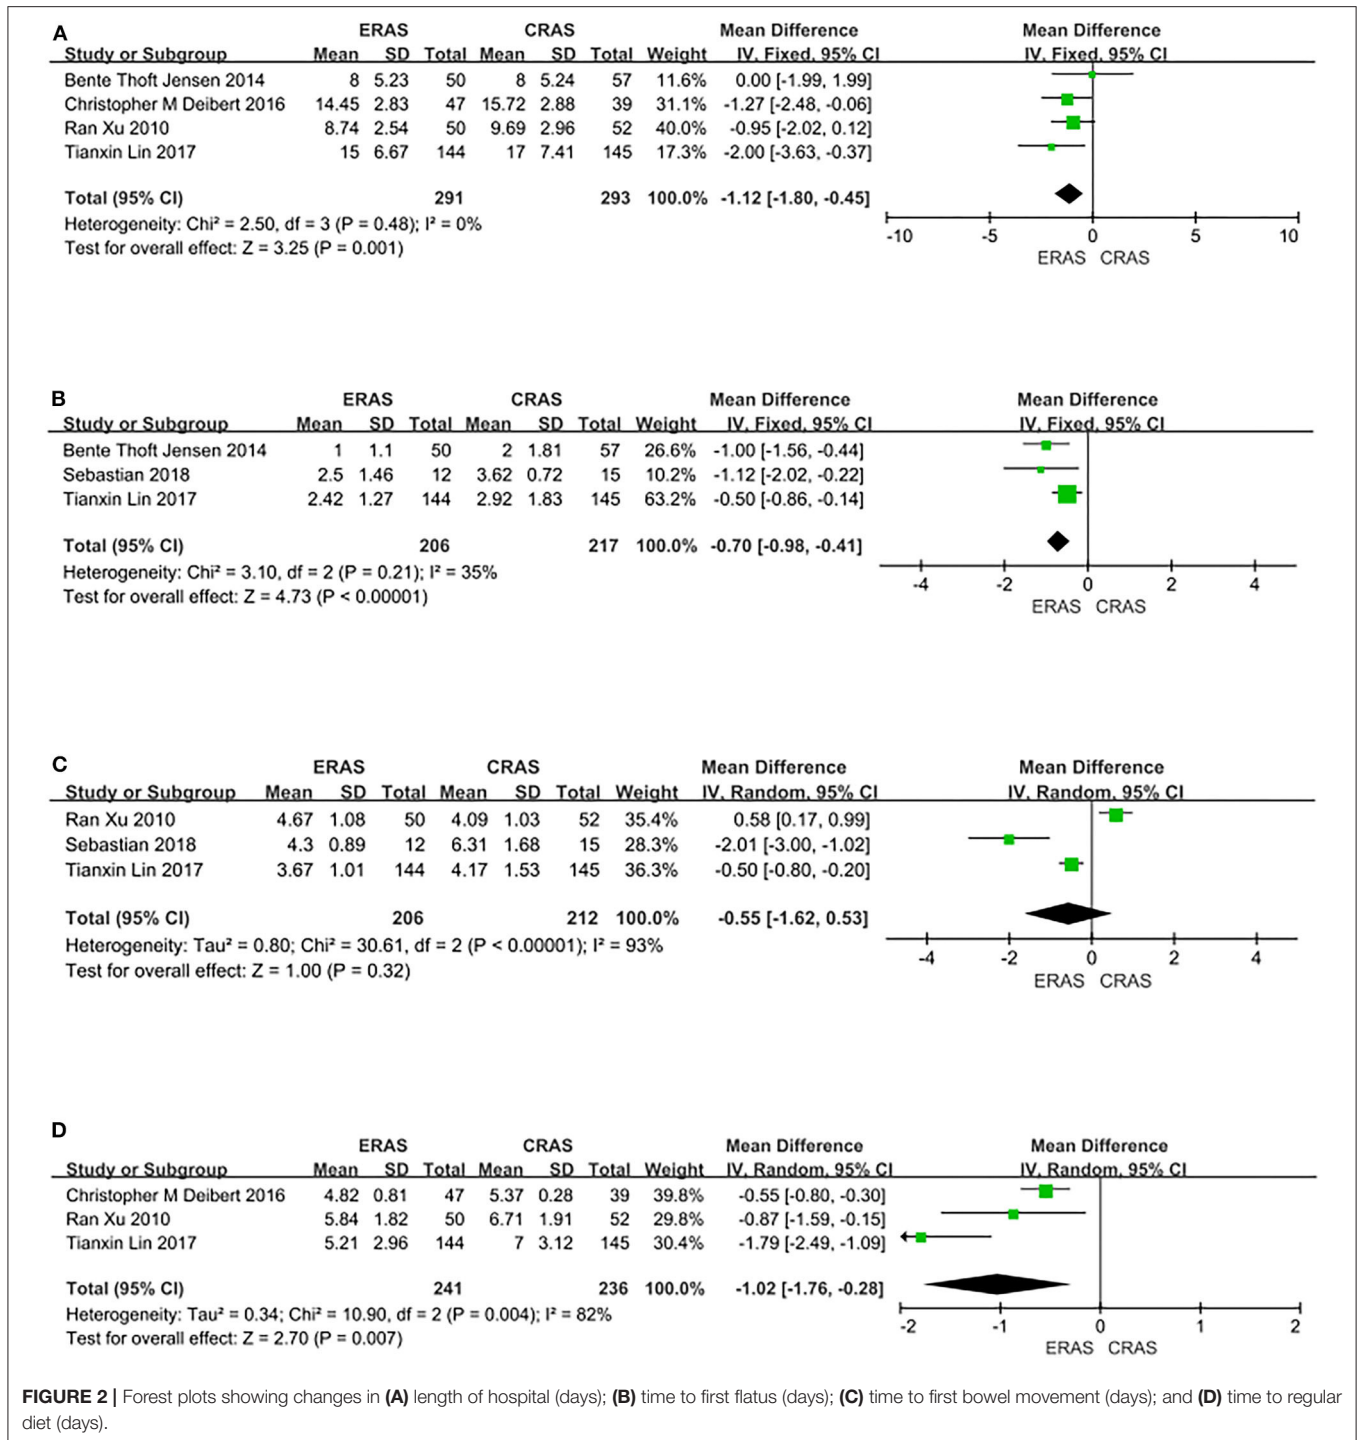 A
ERAS CRAS Mean Difference Mean Difference
Study or Subgroup Mean SD Total Mean SD Total Weight IV, Fixed, 95% CI IV, Fixed, 95% CI
Bente Thoft Jensen 2014 8 5.23 50 8 5.24 57 11.6% 0.00 [-1.99, 1.99]
Christopher M Deibert 2016 14.45 2.83 47 15.72 2.88 39 31.1% -1.27 [-2.48, -0.06]
Ran Xu 2010 8.74 2.54 50 9.69 2.96 52 40.0% -0.95 [-2.02, 0.12]
Tianxin Lin 2017 15 6.67 144 17 7.41 145 17.3% -2.00 [-3.63, -0.37]
Total (95% CI) 291 293 100.0% -1.12 [-1.80, -0.45]
Heterogeneity: Chi² = 2.50, df = 3 (P = 0.48); I² = 0%
Test for overall effect: Z = 3.25 (P = 0.001)
-10 -5 0 5 10
ERAS CRAS
B
ERAS CRAS Mean Difference Mean Difference
Study or Subgroup Mean SD Total Mean SD Total Weight IV, Fixed, 95% CI IV, Fixed, 95% CI
Bente Thoft Jensen 2014 1 1.1 50 2 1.81 57 26.6% -1.00 [-1.56, -0.44]
Sebastian 2018 2.5 1.46 12 3.62 0.72 15 10.2% -1.12 [-2.02, -0.22]
Tianxin Lin 2017 2.42 1.27 144 2.92 1.83 145 63.2% -0.50 [-0.86, -0.14]
Total (95% CI) 206 217 100.0% -0.70 [-0.98, -0.41]
Heterogeneity: Chi² = 3.10, df = 2 (P = 0.21); I² = 35%
Test for overall effect: Z = 4.73 (P < 0.00001)
-4 -2 0 2 4
ERAS CRAS
C
ERAS CRAS Mean Difference Mean Difference
Study or Subgroup Mean SD Total Mean SD Total Weight IV, Random, 95% CI IV, Random, 95% CI
Ran Xu 2010 4.67 1.08 50 4.09 1.03 52 35.4% 0.58 [0.17, 0.99]
Sebastian 2018 4.3 0.89 12 6.31 1.68 15 28.3% -2.01 [-3.00, -1.02]
Tianxin Lin 2017 3.67 1.01 144 4.17 1.53 145 36.3% -0.50 [-0.80, -0.20]
Total (95% CI) 206 212 100.0% -0.55 [-1.62, 0.53]
Heterogeneity: Tau² = 0.80; Chi² = 30.61, df = 2 (P < 0.00001); I² = 93%
Test for overall effect: Z = 1.00 (P = 0.32)
-4 -2 0 2 4
ERAS CRAS
D
ERAS CRAS Mean Difference Mean Difference
Study or Subgroup Mean SD Total Mean SD Total Weight IV, Random, 95% CI IV, Random, 95% CI
Christopher M Deibert 2016 4.82 0.81 47 5.37 0.28 39 39.8% -0.55 [-0.80, -0.30]
Ran Xu 2010 5.84 1.82 50 6.71 1.91 52 29.8% -0.87 [-1.59, -0.15]
Tianxin Lin 2017 5.21 2.96 144 7 3.12 145 30.4% -1.79 [-2.49, -1.09]
Total (95% CI) 241 236 100.0% -1.02 [-1.76, -0.28]
Heterogeneity: Tau² = 0.34; Chi² = 10.90, df = 2 (P = 0.004); I² = 82%
Test for overall effect: Z = 2.70 (P = 0.007)
-2 -1 0 1 2
ERAS CRAS
FIGURE 2 | Forest plots showing changes in (A) length of hospital (days); (B) time to first flatus (days); (C) time to first bowel movement (days); and (D) time to regular
diet (days).